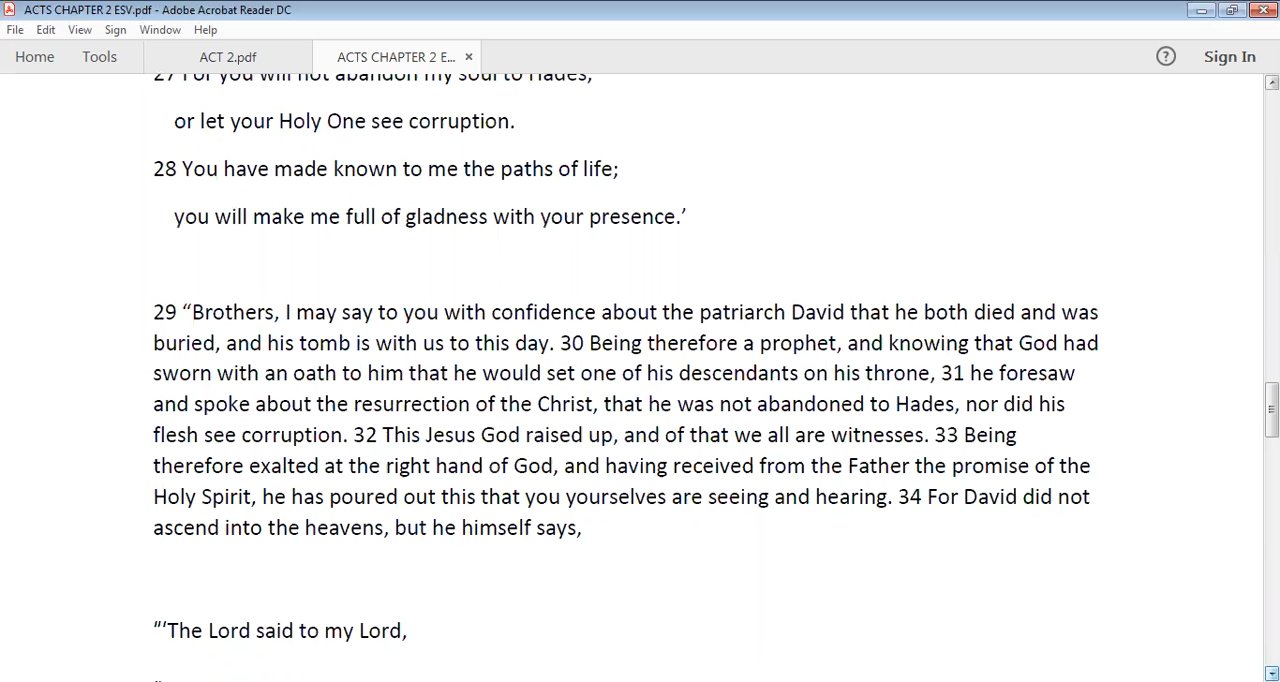 ACTS CHAPTER 2 ESV.pdf - Adobe Acrobat Reader DC
File Edit View Sign Window Help
Home Tools ACT 2.pdf ACTS CHAPTER 2 E... × ? Sign In
27 For you will not abandon my soul to Hades,
or let your Holy One see corruption.
28 You have made known to me the paths of life;
you will make me full of gladness with your presence.’
29 “Brothers, I may say to you with confidence about the patriarch David that he both died and was
buried, and his tomb is with us to this day. 30 Being therefore a prophet, and knowing that God had
sworn with an oath to him that he would set one of his descendants on his throne, 31 he foresaw
and spoke about the resurrection of the Christ, that he was not abandoned to Hades, nor did his
flesh see corruption. 32 This Jesus God raised up, and of that we all are witnesses. 33 Being
therefore exalted at the right hand of God, and having received from the Father the promise of the
Holy Spirit, he has poured out this that you yourselves are seeing and hearing. 34 For David did not
ascend into the heavens, but he himself says,
“‘The Lord said to my Lord,